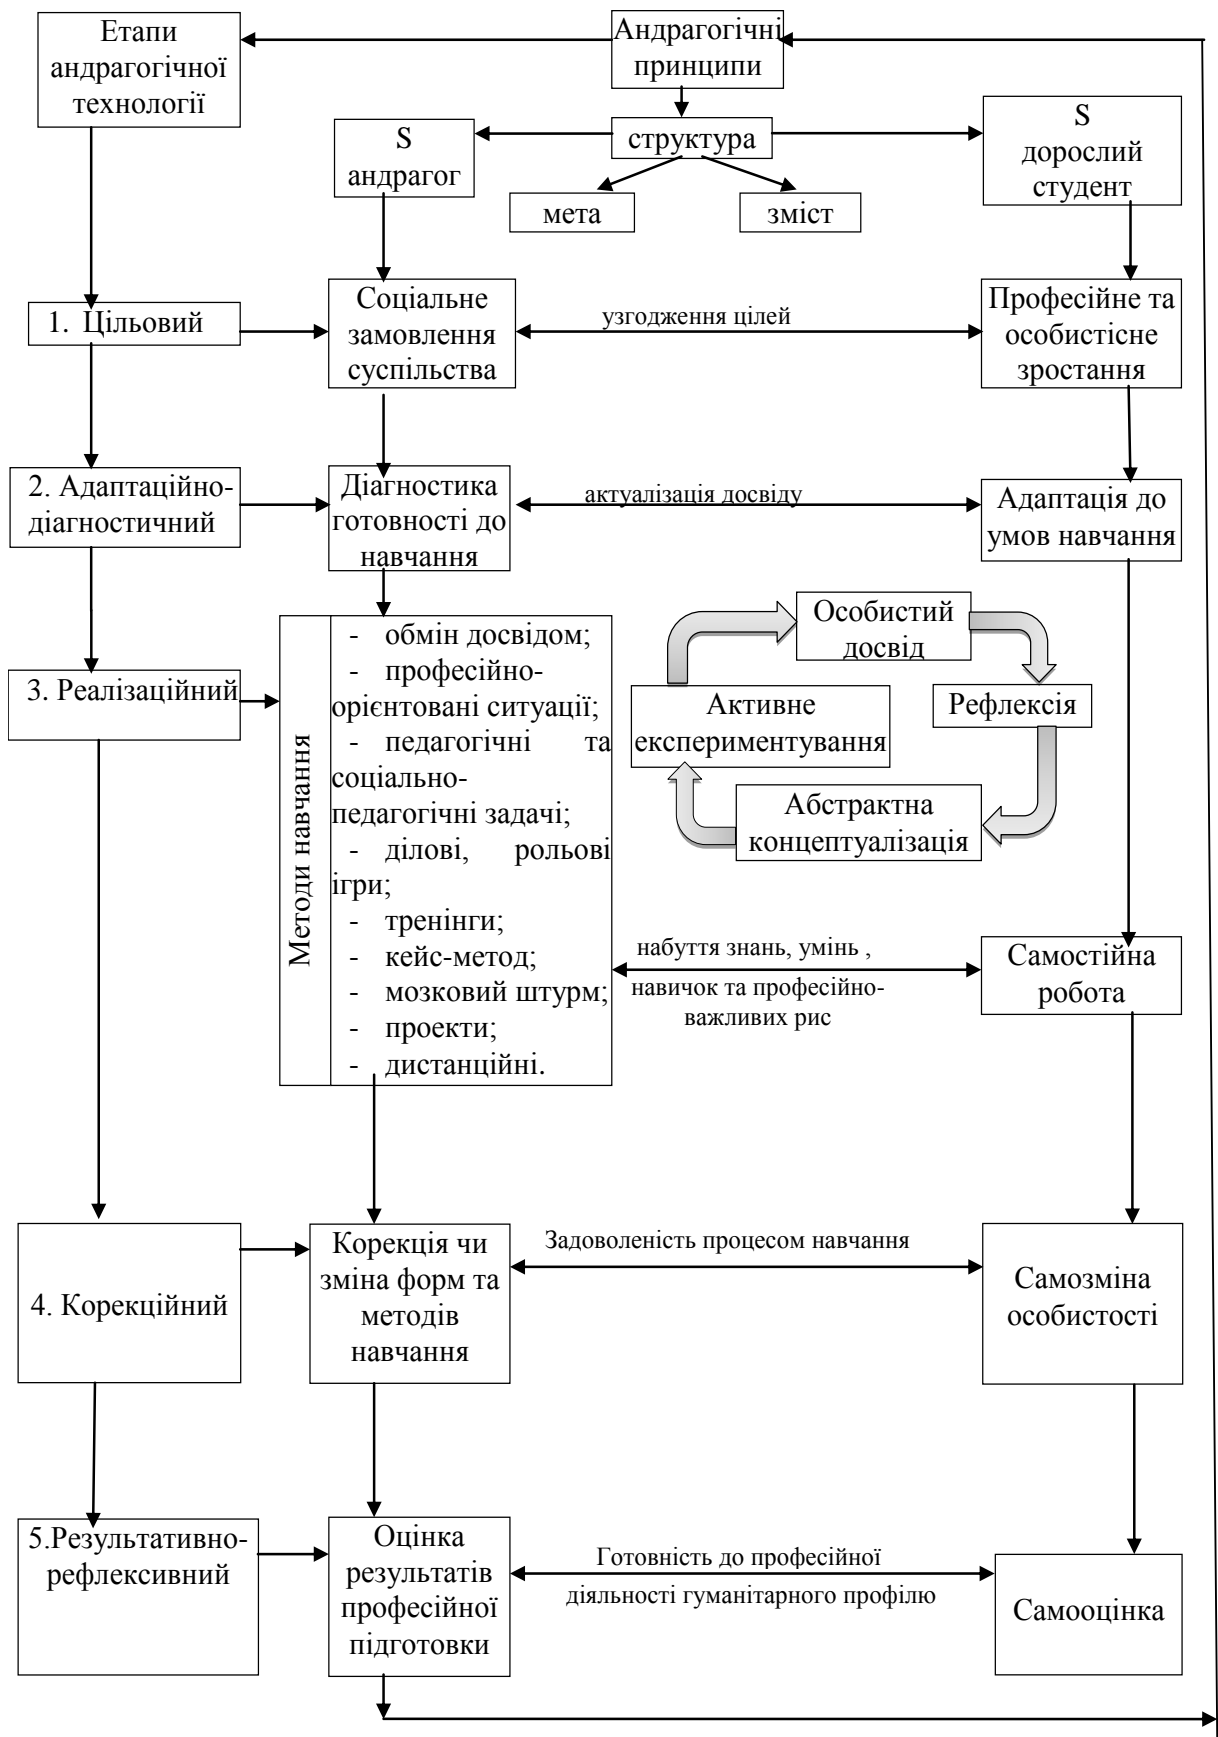 Етапи
андрагогічної
технології
Андрагогічні
принципи
S
андрагог
структура
S
дорослий
студент
мета
зміст
1. Цільовий
Соціальне
замовлення
суспільства
узгодження цілей
Професійне та
особистісне
зростання
2. Адаптаційно-
діагностичний
Діагностика
готовності до
навчання
актуалізація досвіду
Адаптація до
умов навчання
3. Реалізаційний
Методи навчання
- обмін досвідом;
- професійно-
орієнтовані ситуації;
- педагогічні та
соціально-
педагогічні задачі;
- ділові, рольові
ігри;
- тренінги;
- кейс-метод;
- мозковий штурм;
- проекти;
- дистанційні.
Особистий
досвід
Рефлексія
Абстрактна
концептуалізація
Активне
експериментування
набуття знань, умінь ,
навичок та професійно-
важливих рис
Самостійна
робота
4. Корекційний
Корекція чи
зміна форм та
методів
навчання
Задоволеність процесом навчання
Самозміна
особистості
5.Результативно-
рефлексивний
Оцінка
результатів
професійної
підготовки
Готовність до професійної
діяльності гуманітарного профілю
Самооцінка